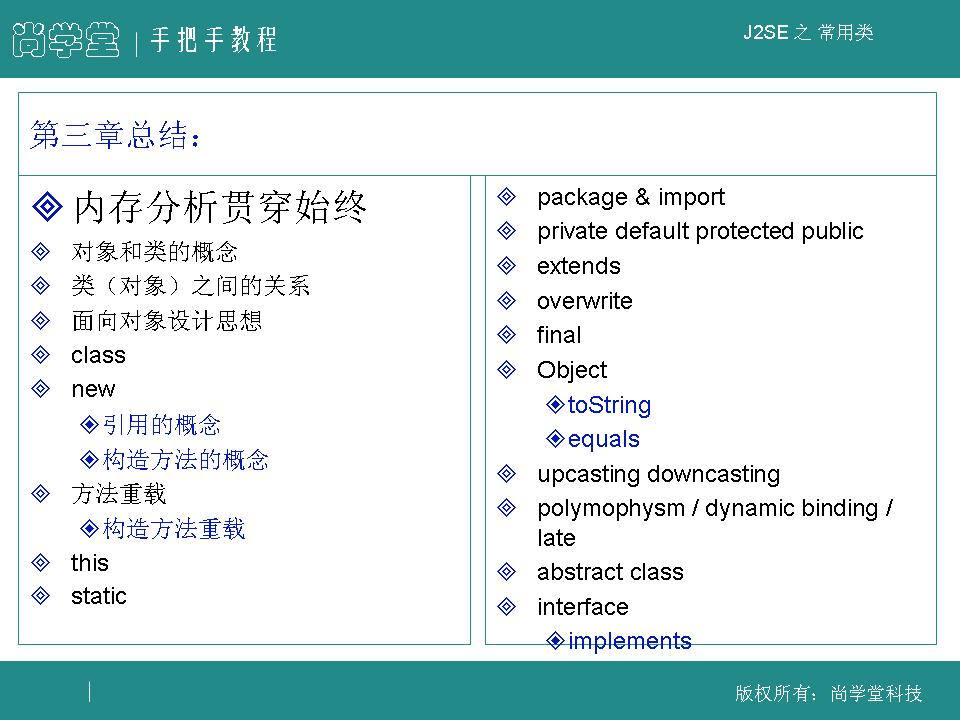 尚学堂 | 手把手教程
J2SE 之 常用类
第三章总结：
内存分析贯穿始终
对象和类的概念
类（对象）之间的关系
面向对象设计思想
class
new
引用的概念
构造方法的概念
方法重载
构造方法重载
this
static
package & import
private default protected public
extends
overwrite
final
Object
toString
equals
upcasting downcasting
polymophysm / dynamic binding /
late
abstract class
interface
implements
版权所有：尚学堂科技